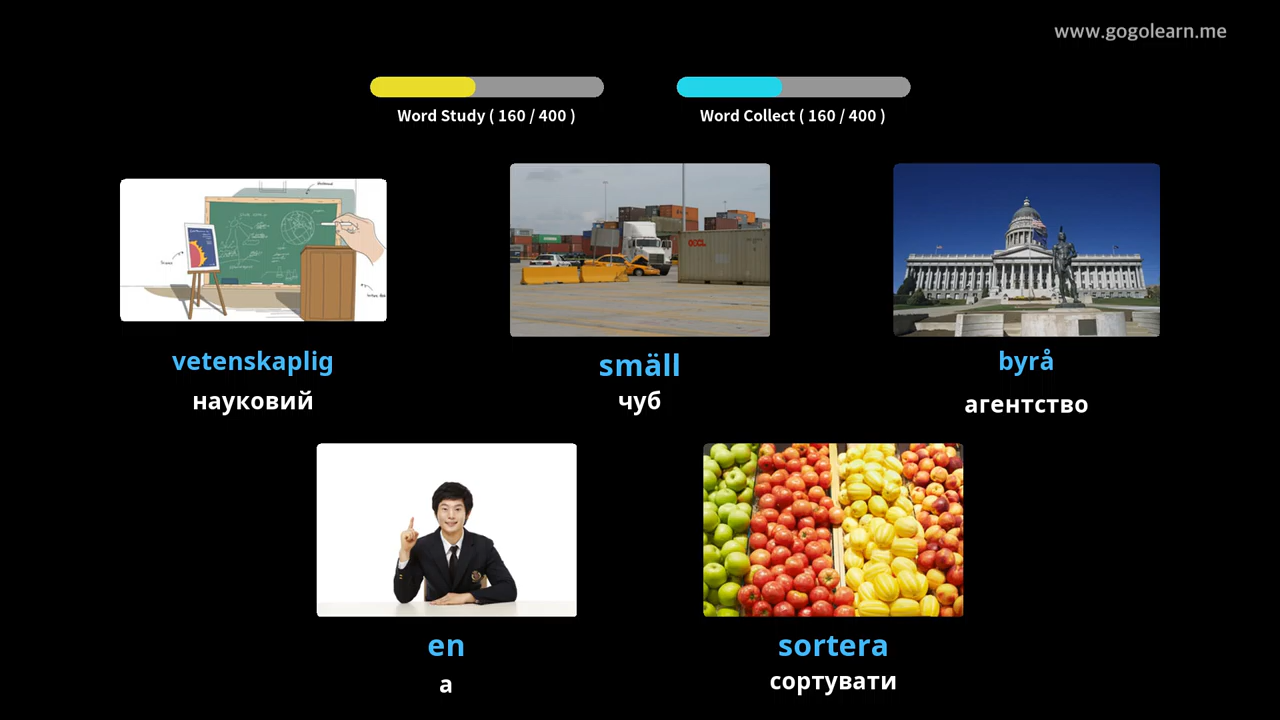 www.gogolearn.me
Word Study ( 160 / 400 )
Word Collect ( 160 / 400 )
vetenskaplig
smäll
byrå
науковий
чуб
агентство
en
sortera
а
сортувати